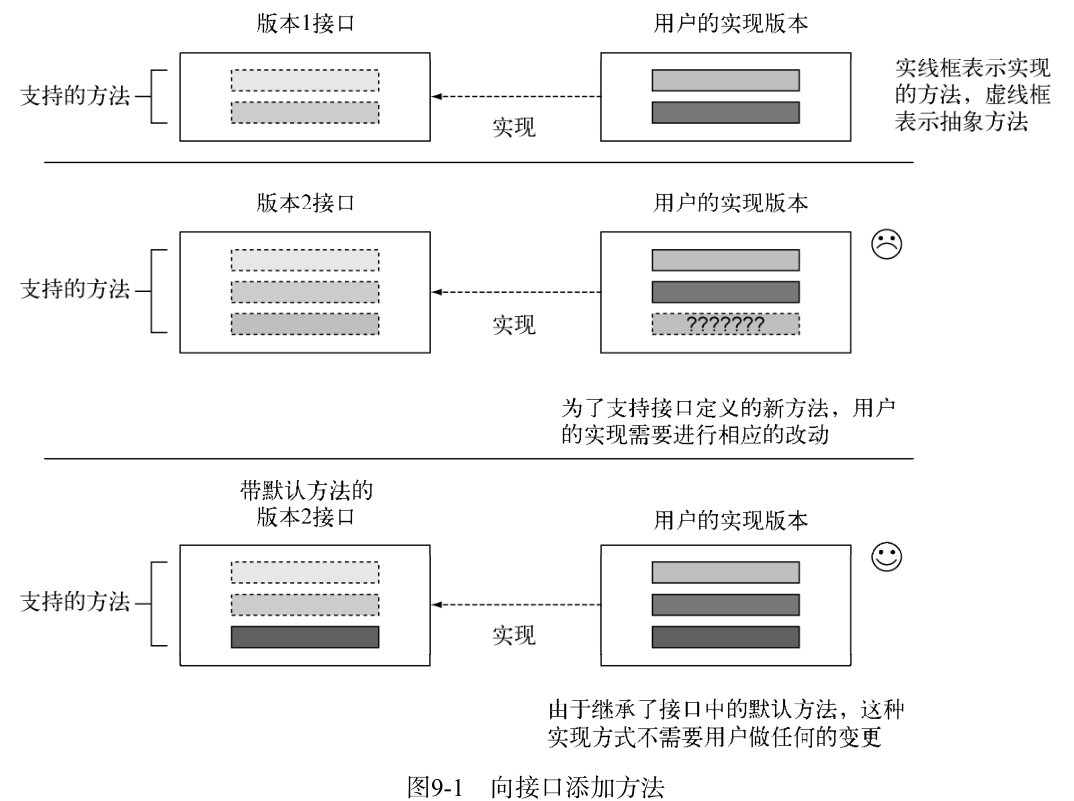 版本1接口
用户的实现版本
支持的方法
实现
实线框表示实现
的方法，虚线框
表示抽象方法
版本2接口
用户的实现版本
支持的方法
实现
???????
为了支持接口定义的新方法，用户
的实现需要进行相应的改动
带默认方法的
版本2接口
用户的实现版本
支持的方法
实现
由于继承了接口中的默认方法，这种
实现方式不需要用户做任何的变更
图9-1 向接口添加方法